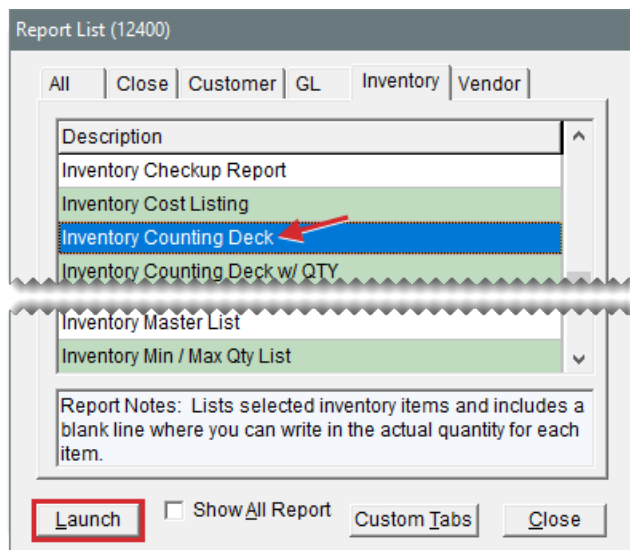 Report List (12400)
All Close Customer GL Inventory Vendor
Description
Inventory Checkup Report
Inventory Cost Listing
Inventory Counting Deck
Inventory Counting Deck w/ QTY
Inventory Master List
Inventory Min / Max Qty List
Report Notes: Lists selected inventory items and includes a
blank line where you can write in the actual quantity for each
item.
Launch Show All Report Custom Tabs Close